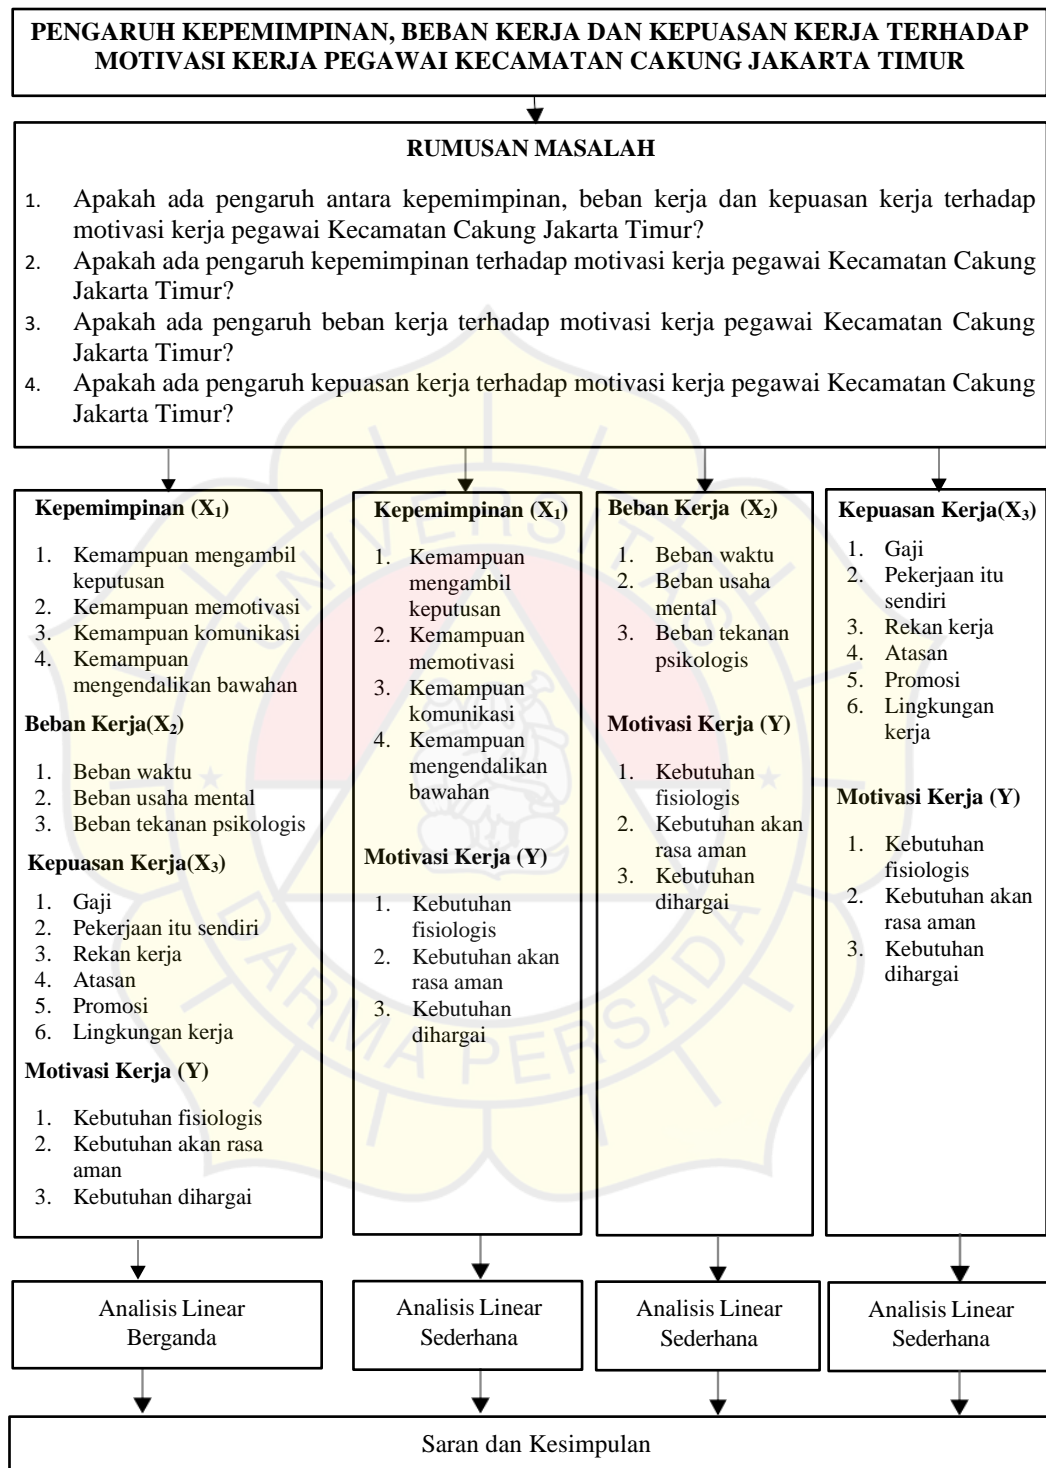 PENGARUH KEPEMIMPINAN, BEBAN KERJA DAN KEPUASAN KERJA TERHADAP
MOTIVASI KERJA PEGAWAI KECAMATAN CAKUNG JAKARTA TIMUR
RUMUSAN MASALAH
1. Apakah ada pengaruh antara kepemimpinan, beban kerja dan kepuasan kerja terhadap
motivasi kerja pegawai Kecamatan Cakung Jakarta Timur?
2. Apakah ada pengaruh kepemimpinan terhadap motivasi kerja pegawai Kecamatan Cakung
Jakarta Timur?
3. Apakah ada pengaruh beban kerja terhadap motivasi kerja pegawai Kecamatan Cakung
Jakarta Timur?
4. Apakah ada pengaruh kepuasan kerja terhadap motivasi kerja pegawai Kecamatan Cakung
Jakarta Timur?
Kepemimpinan (X₁)
1. Kemampuan mengambil
keputusan
2. Kemampuan memotivasi
3. Kemampuan komunikasi
4. Kemampuan
mengendalikan bawahan
Beban Kerja(X₂)
1. Beban waktu
2. Beban usaha mental
3. Beban tekanan psikologis
Kepuasan Kerja(X₃)
1. Gaji
2. Pekerjaan itu sendiri
3. Rekan kerja
4. Atasan
5. Promosi
6. Lingkungan kerja
Motivasi Kerja (Y)
1. Kebutuhan fisiologis
2. Kebutuhan akan rasa
aman
3. Kebutuhan dihargai
Kepemimpinan (X₁)
1. Kemampuan
mengambil
keputusan
2. Kemampuan
memotivasi
3. Kemampuan
komunikasi
4. Kemampuan
mengendalikan
bawahan
Motivasi Kerja (Y)
1. Kebutuhan
fisiologis
2. Kebutuhan akan
rasa aman
3. Kebutuhan
dihargai
Beban Kerja (X₂)
1. Beban waktu
2. Beban usaha
mental
3. Beban tekanan
psikologis
Motivasi Kerja (Y)
1. Kebutuhan
fisiologis
2. Kebutuhan akan
rasa aman
3. Kebutuhan
dihargai
Kepuasan Kerja(X₃)
1. Gaji
2. Pekerjaan itu
sendiri
3. Rekan kerja
4. Atasan
5. Promosi
6. Lingkungan
kerja
Motivasi Kerja (Y)
1. Kebutuhan
fisiologis
2. Kebutuhan akan
rasa aman
3. Kebutuhan
dihargai
Analisis Linear
Berganda
Analisis Linear
Sederhana
Analisis Linear
Sederhana
Analisis Linear
Sederhana
Saran dan Kesimpulan
UNIVERSITAS
DARMA PERSADA